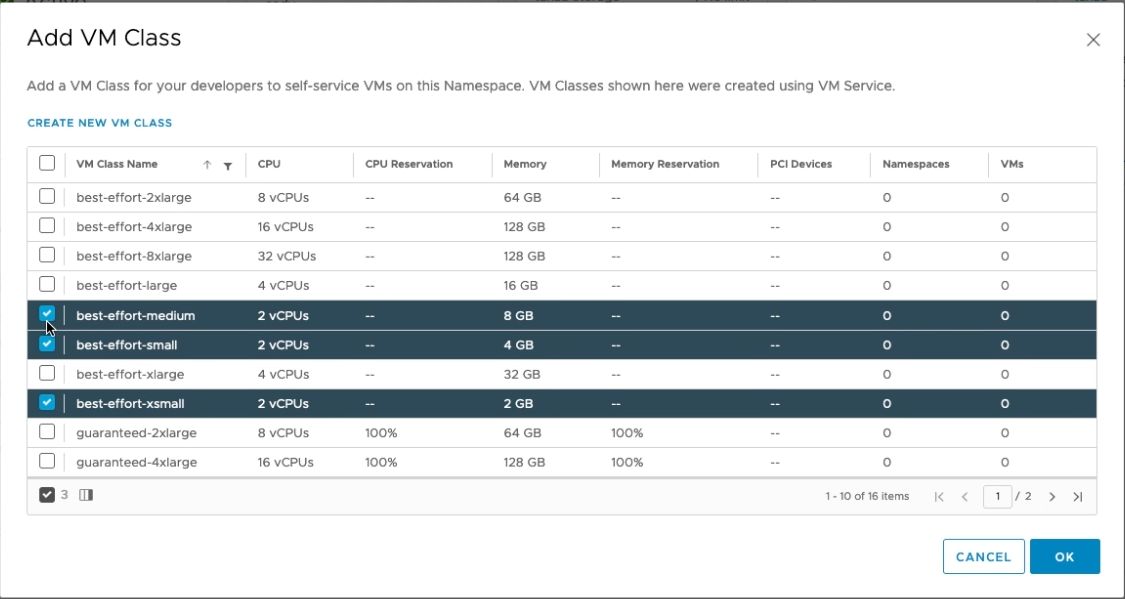 Add VM Class
Add a VM Class for your developers to self-service VMs on this Namespace. VM Classes shown here were created using VM Service.
CREATE NEW VM CLASS
VM Class Name CPU CPU Reservation Memory Memory Reservation PCI Devices Namespaces VMs
best-effort-2xlarge 8 vCPUs -- 64 GB -- -- 0 0
best-effort-4xlarge 16 vCPUs -- 128 GB -- -- 0 0
best-effort-8xlarge 32 vCPUs -- 128 GB -- -- 0 0
best-effort-large 4 vCPUs -- 16 GB -- -- 0 0
best-effort-medium 2 vCPUs -- 8 GB -- -- 0 0
best-effort-small 2 vCPUs -- 4 GB -- -- 0 0
best-effort-xlarge 4 vCPUs -- 32 GB -- -- 0 0
best-effort-xsmall 2 vCPUs -- 2 GB -- -- 0 0
guaranteed-2xlarge 8 vCPUs 100% 64 GB 100% -- 0 0
guaranteed-4xlarge 16 vCPUs 100% 128 GB 100% -- 0 0
3 1 - 10 of 16 items 1 / 2
CANCEL OK